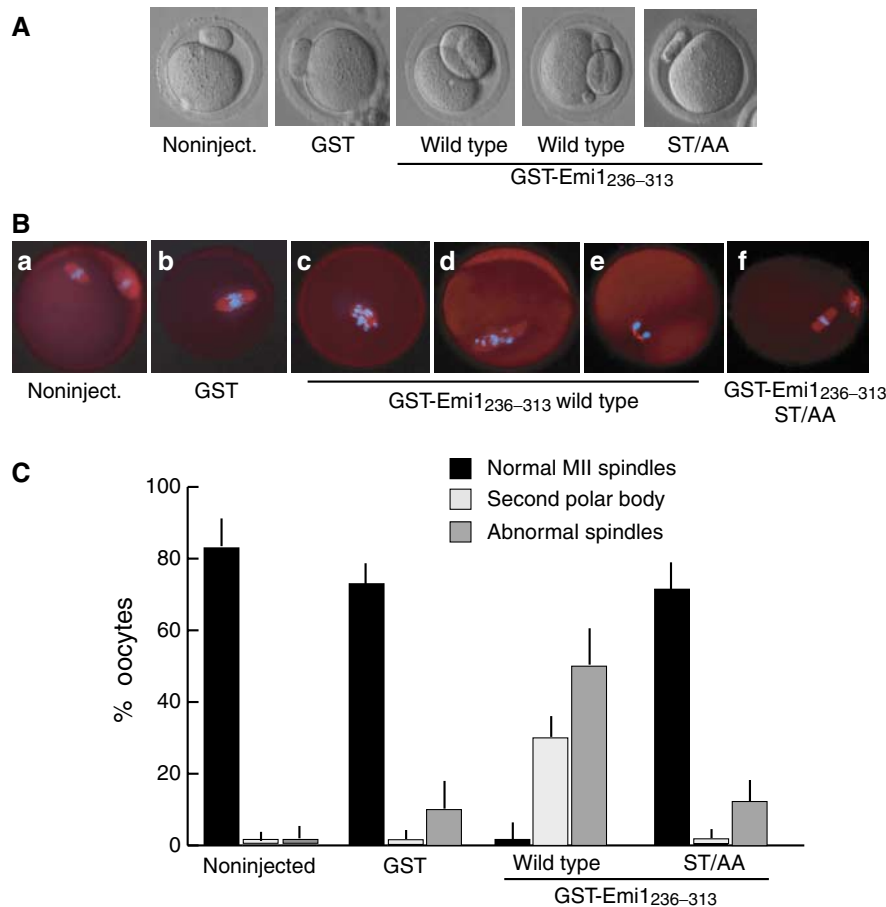 A
Noninject. GST Wild type Wild type ST/AA
GST-Emi1236–313
B
a b c d e f
Noninject. GST GST-Emi1236–313 wild type GST-Emi1236–313
ST/AA
C
Normal MII spindles
Second polar body
Abnormal spindles
100
80
60
40
20
0
% oocytes
Noninjected GST Wild type ST/AA
GST-Emi1236–313